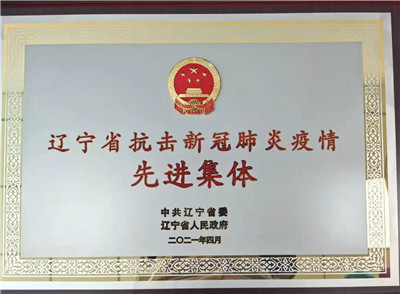 辽宁省抗击新冠肺炎疫情
先进集体
中共辽宁省委
辽宁省人民政府
二〇二一年四月